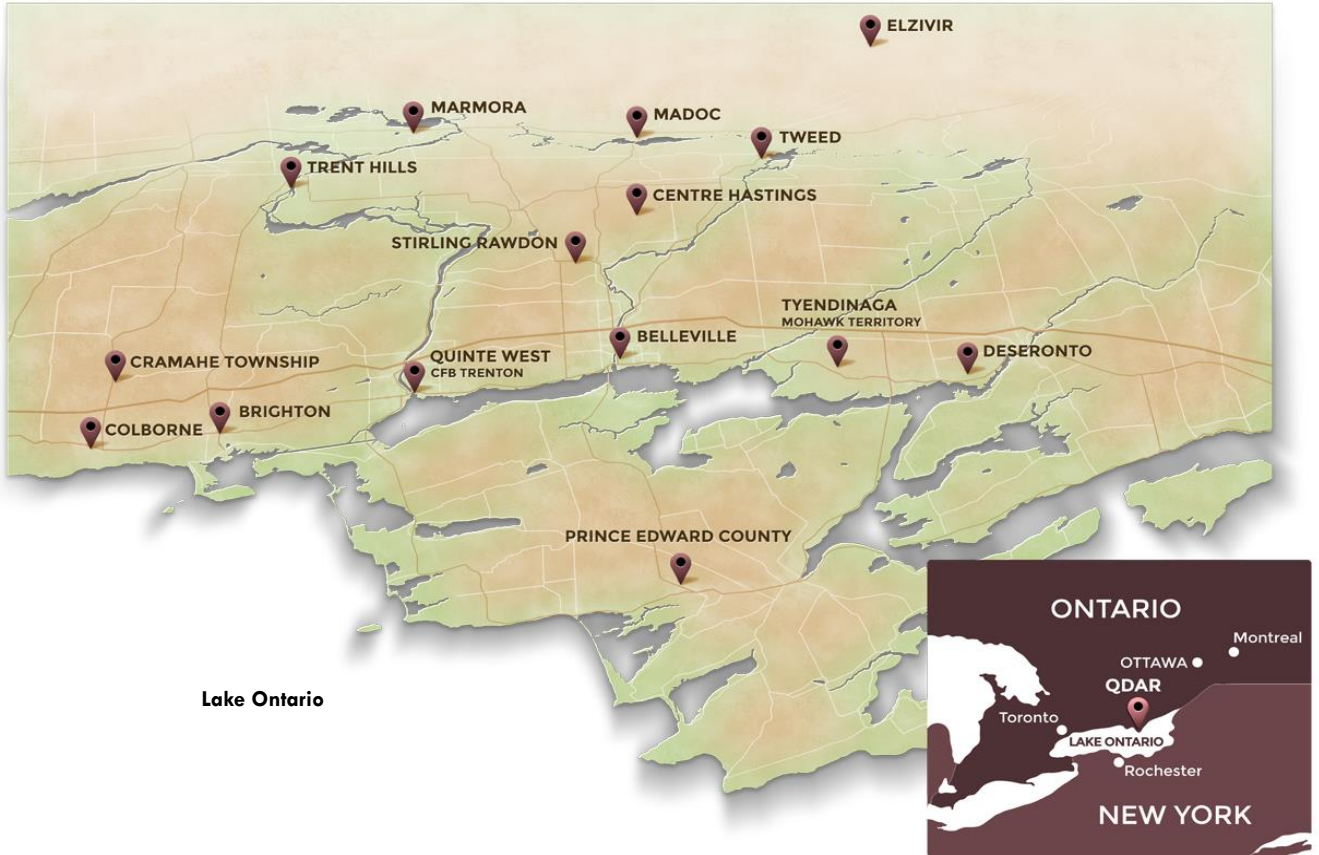 ELZIVIR
MARMORA
MADOC
TWEED
TRENT HILLS
CENTRE HASTINGS
STIRLING RAWDON
TYENDINAGA
MOHAWK TERRITORY
BELLEVILLE
DESERONTO
QUINTE WEST
CFB TRENTON
CRAMAHE TOWNSHIP
BRIGHTON
COLBORNE
PRINCE EDWARD COUNTY
Lake Ontario
ONTARIO
Montreal
OTTAWA
QDAR
Toronto
LAKE ONTARIO
Rochester
NEW YORK